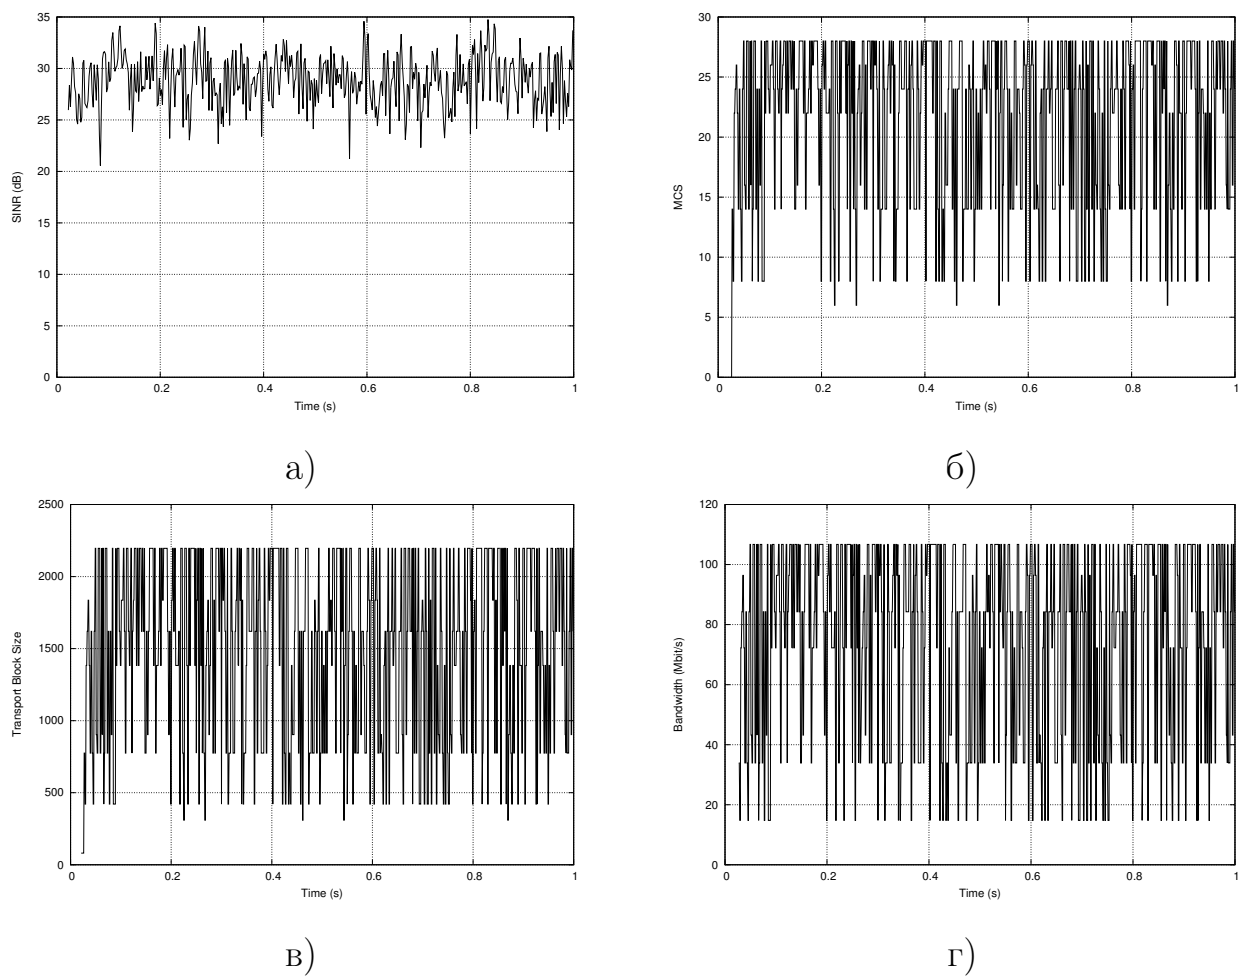 35
30
25
20
15
10
5
0
SINR (dB)
0 0.2 0.4 0.6 0.8 1
Time (s)
а)
30
25
20
15
10
5
0
MCS
0 0.2 0.4 0.6 0.8 1
Time (s)
б)
2500
2000
1500
1000
500
0
Transport Block Size
0 0.2 0.4 0.6 0.8 1
Time (s)
в)
120
100
80
60
40
20
0
Bandwidth (Mbit/s)
0 0.2 0.4 0.6 0.8 1
Time (s)
г)